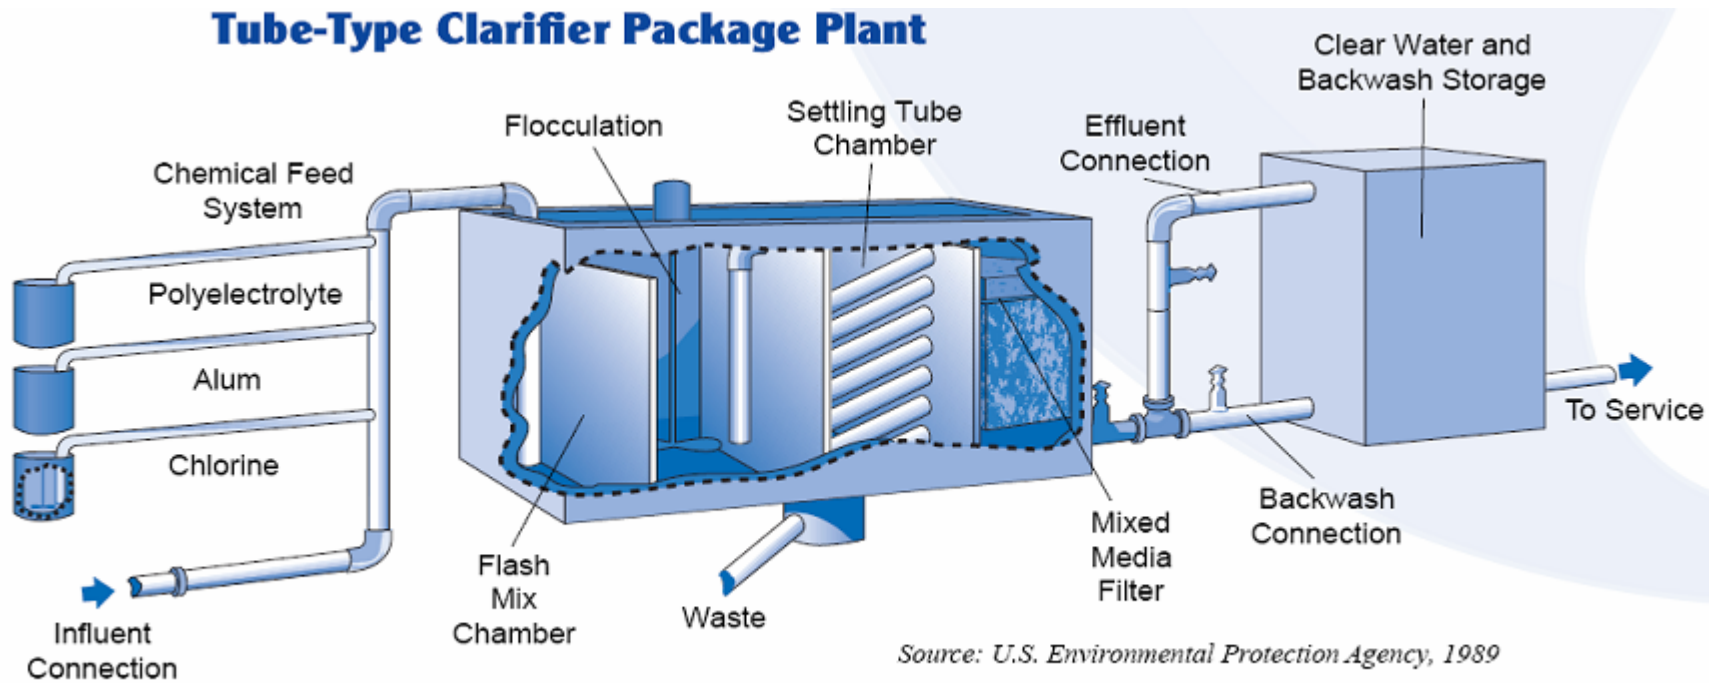 Tube-Type Clarifier Package Plant
Clear Water and
Backwash Storage
Settling Tube
Chamber
Flocculation
Effluent
Connection
Chemical Feed
System
Polyelectrolyte
Alum
Chlorine
To Service
Backwash
Connection
Mixed
Media
Filter
Flash
Mix
Chamber
Waste
Influent
Connection
Source: U.S. Environmental Protection Agency, 1989